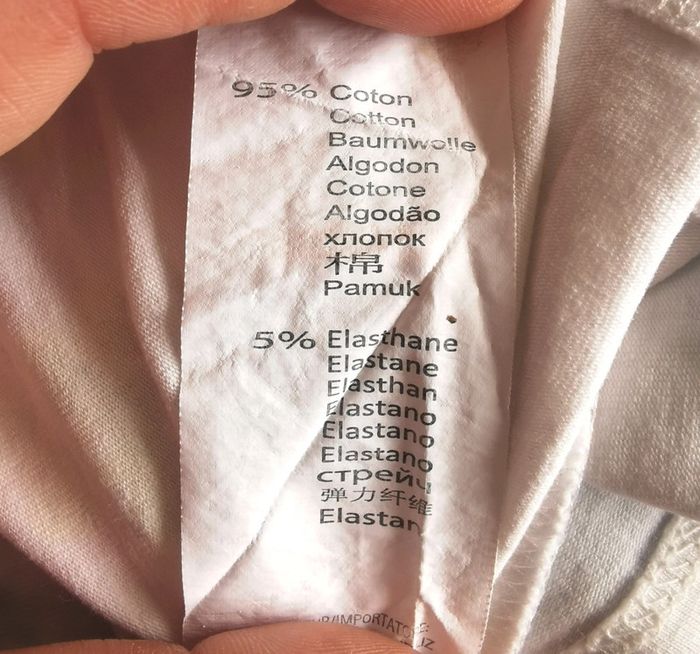 95% Coton
Cotton
Baumwolle
Algodon
Cotone
Algodão
хлопок
棉
Pamuk
5% Elasthane
Elastane
Elasthan
Elastano
Elastano
Elastano
стрейч
弹力纤维
Elastan